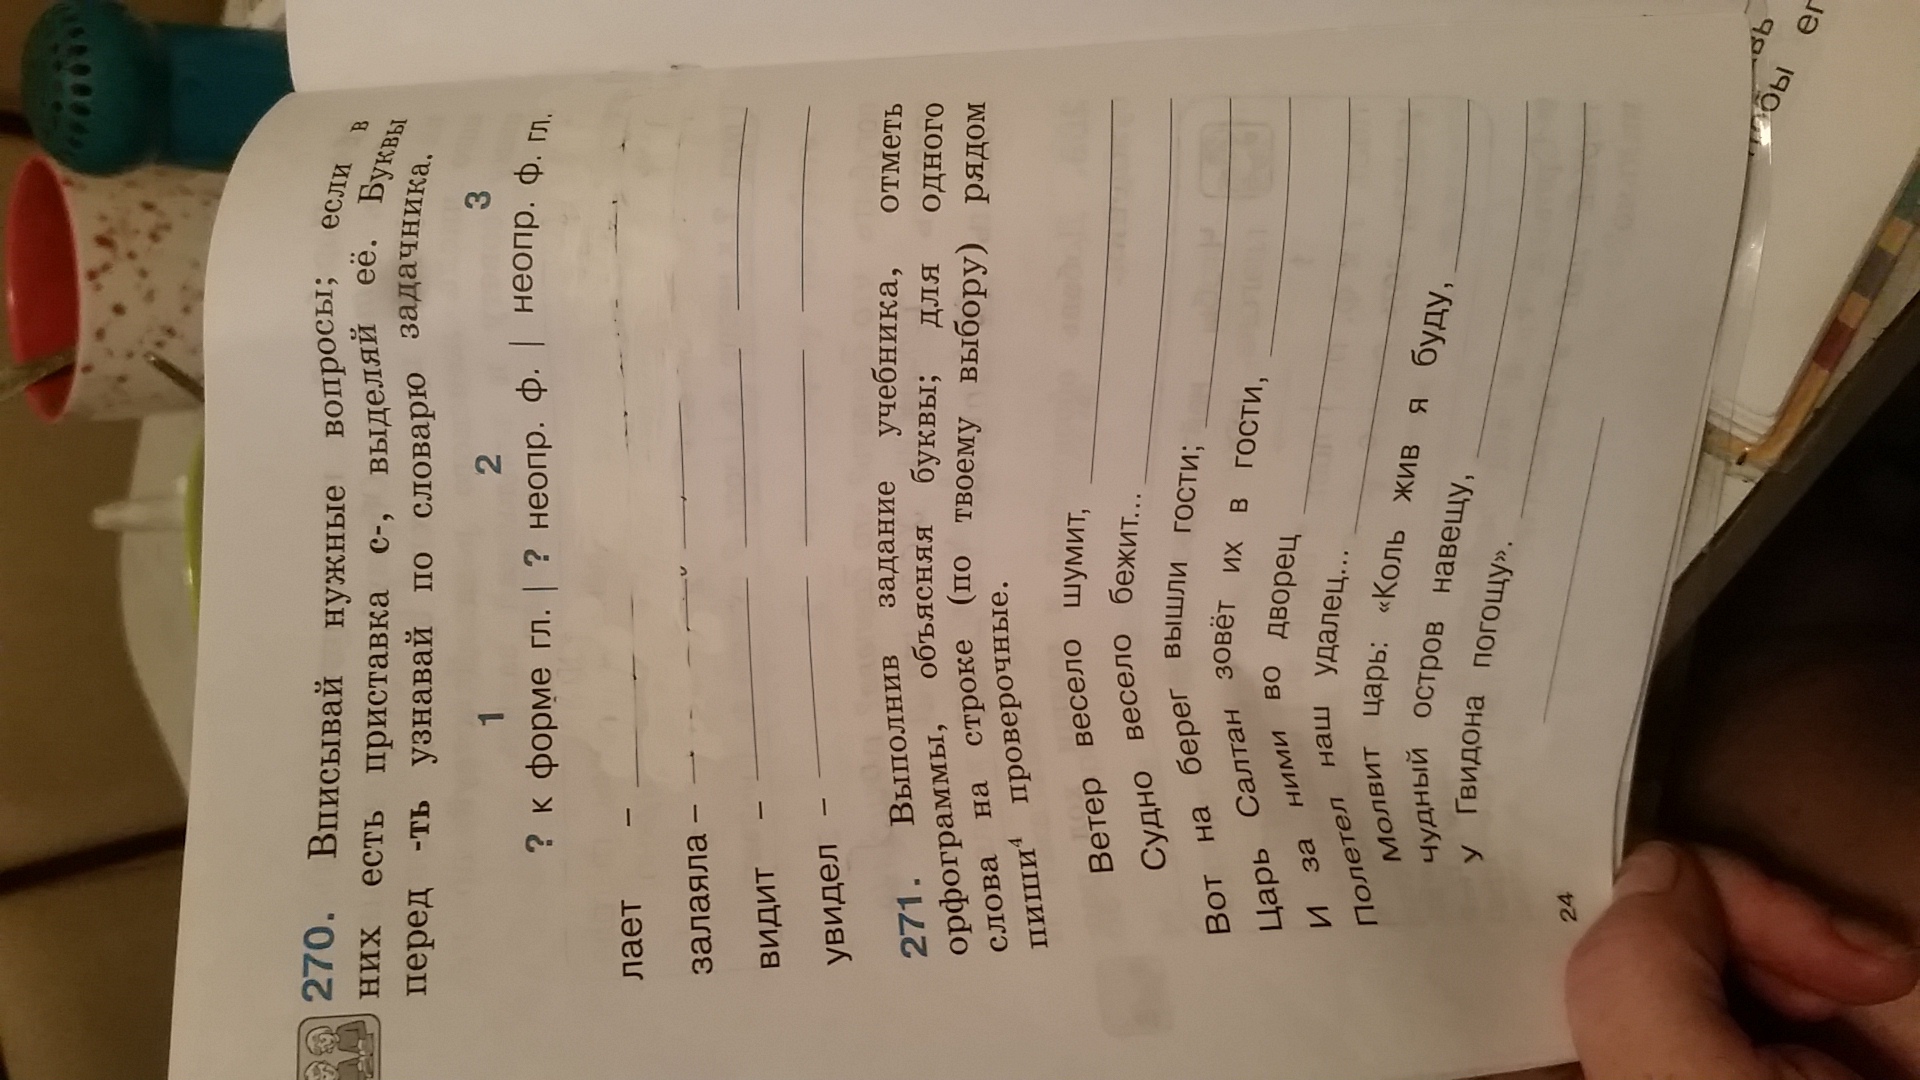 270. Вписывай нужные вопросы; если в
них есть приставка с-, выделяй её. Буквы
перед -ть узнавай по словарю задачника.
1 2 3
? к форме гл. | ? неопр. ф. | неопр. ф. гл.
лает –
залаяла –
видит –
увидел –
271. Выполнив задание учебника, отметь
орфограммы, объясняя буквы; для одного
слова на строке (по твоему выбору) рядом
пиши⁴ проверочные.
Ветер весело шумит,
Судно весело бежит...
Вот на берег вышли гости;
Царь Салтан зовёт их в гости,
И за ними во дворец
Полетел наш удалец...
Молвит царь: «Коль жив я буду,
чудный остров навещу,
у Гвидона погощу».
24
бы ег